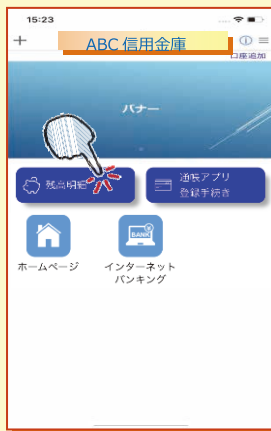 15:23
ABC 信用金庫
口座追加
バナー
残高明細
通帳アプリ
登録手続き
BANK
ホームページ
インターネット
バンキング